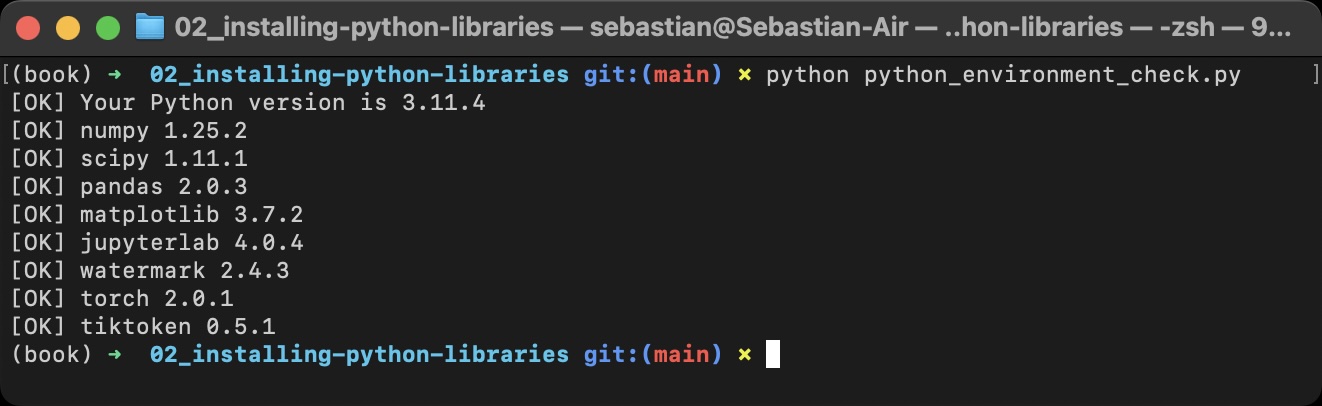 02_installing-python-libraries — sebastian@Sebastian-Air — ..hon-libraries — -zsh — 9...
[(book) ➜  02_installing-python-libraries git:(main) ✗ python python_environment_check.py ]
[OK] Your Python version is 3.11.4
[OK] numpy 1.25.2
[OK] scipy 1.11.1
[OK] pandas 2.0.3
[OK] matplotlib 3.7.2
[OK] jupyterlab 4.0.4
[OK] watermark 2.4.3
[OK] torch 2.0.1
[OK] tiktoken 0.5.1
(book) ➜  02_installing-python-libraries git:(main) ✗